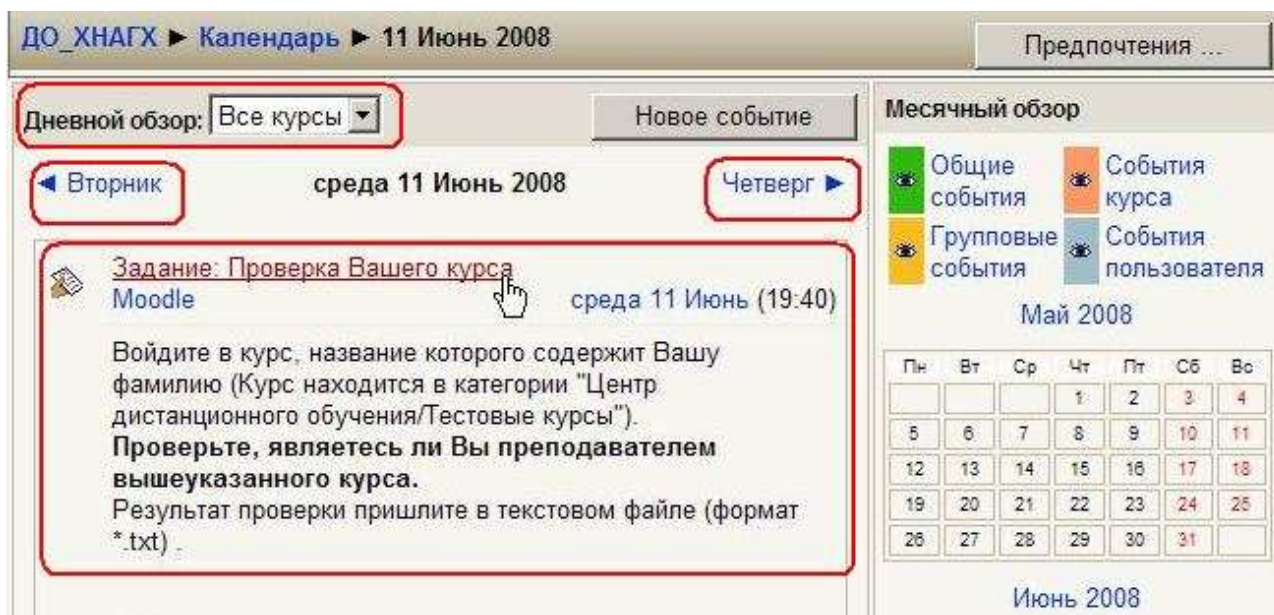 ДО_ХНАГХ ► Календарь ► 11 Июнь 2008
Предпочтения ...
Дневной обзор: Все курсы
Новое событие
◄ Вторник
среда 11 Июнь 2008
Четверг ►
Задание: Проверка Вашего курса
Moodle
среда 11 Июнь (19:40)
Войдите в курс, название которого содержит Вашу
фамилию (Курс находится в категории "Центр
дистанционного обучения/Тестовые курсы").
Проверьте, являетесь ли Вы преподавателем
вышеуказанного курса.
Результат проверки пришлите в текстовом файле (формат
*.txt) .
Месячный обзор
Общие
события
События
курса
Групповые
события
События
пользователя
Май 2008
Пн Вт Ср Чт Пт Сб Вс
1 2 3 4
5 6 7 8 9 10 11
12 13 14 15 16 17 18
19 20 21 22 23 24 25
26 27 28 29 30 31
Июнь 2008